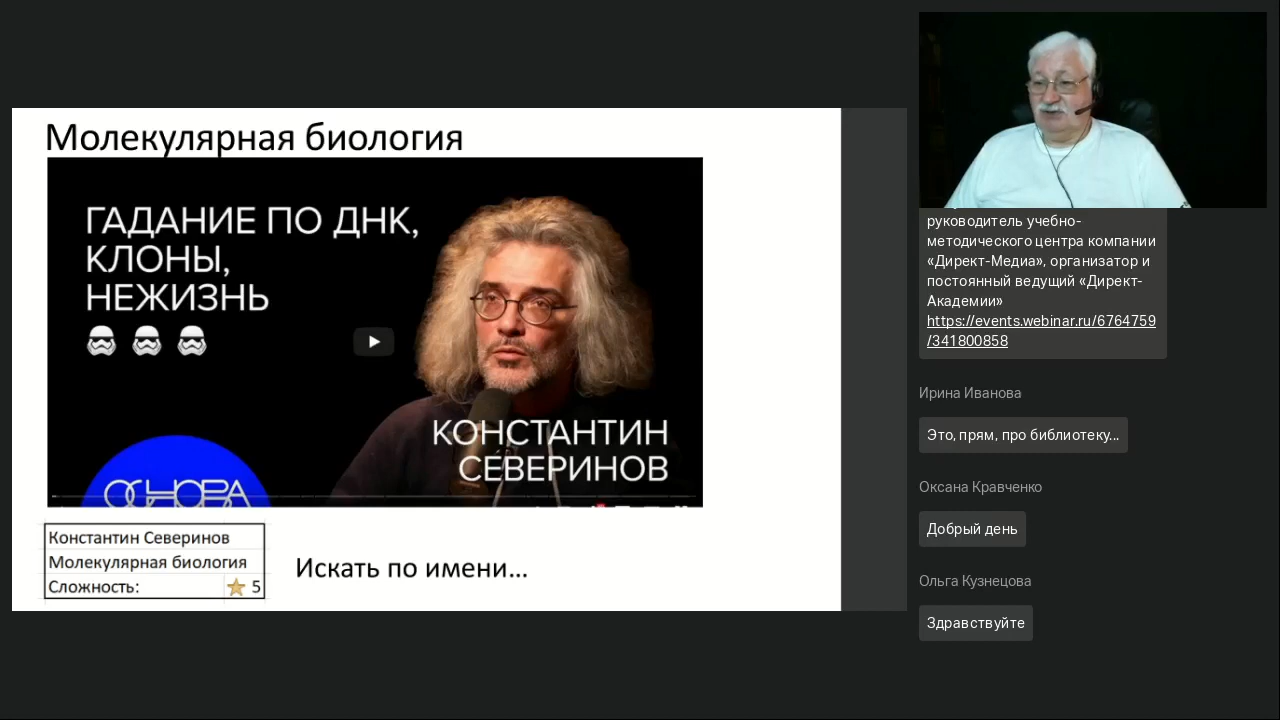 Молекулярная биология
ГАДАНИЕ ПО ДНК,
КЛОНЫ,
НЕЖИЗНЬ
КОНСТАНТИН
СЕВЕРИНОВ
ОСНОВА
Константин Северинов
Молекулярная биология
Сложность: 5
Искать по имени...
руководитель учебно-
методического центра компании
«Директ-Медиа», организатор и
постоянный ведущий «Директ-
Академии»
https://events.webinar.ru/6764759
/341800858
Ирина Иванова
Это, прям, про библиотеку...
Оксана Кравченко
Добрый день
Ольга Кузнецова
Здравствуйте